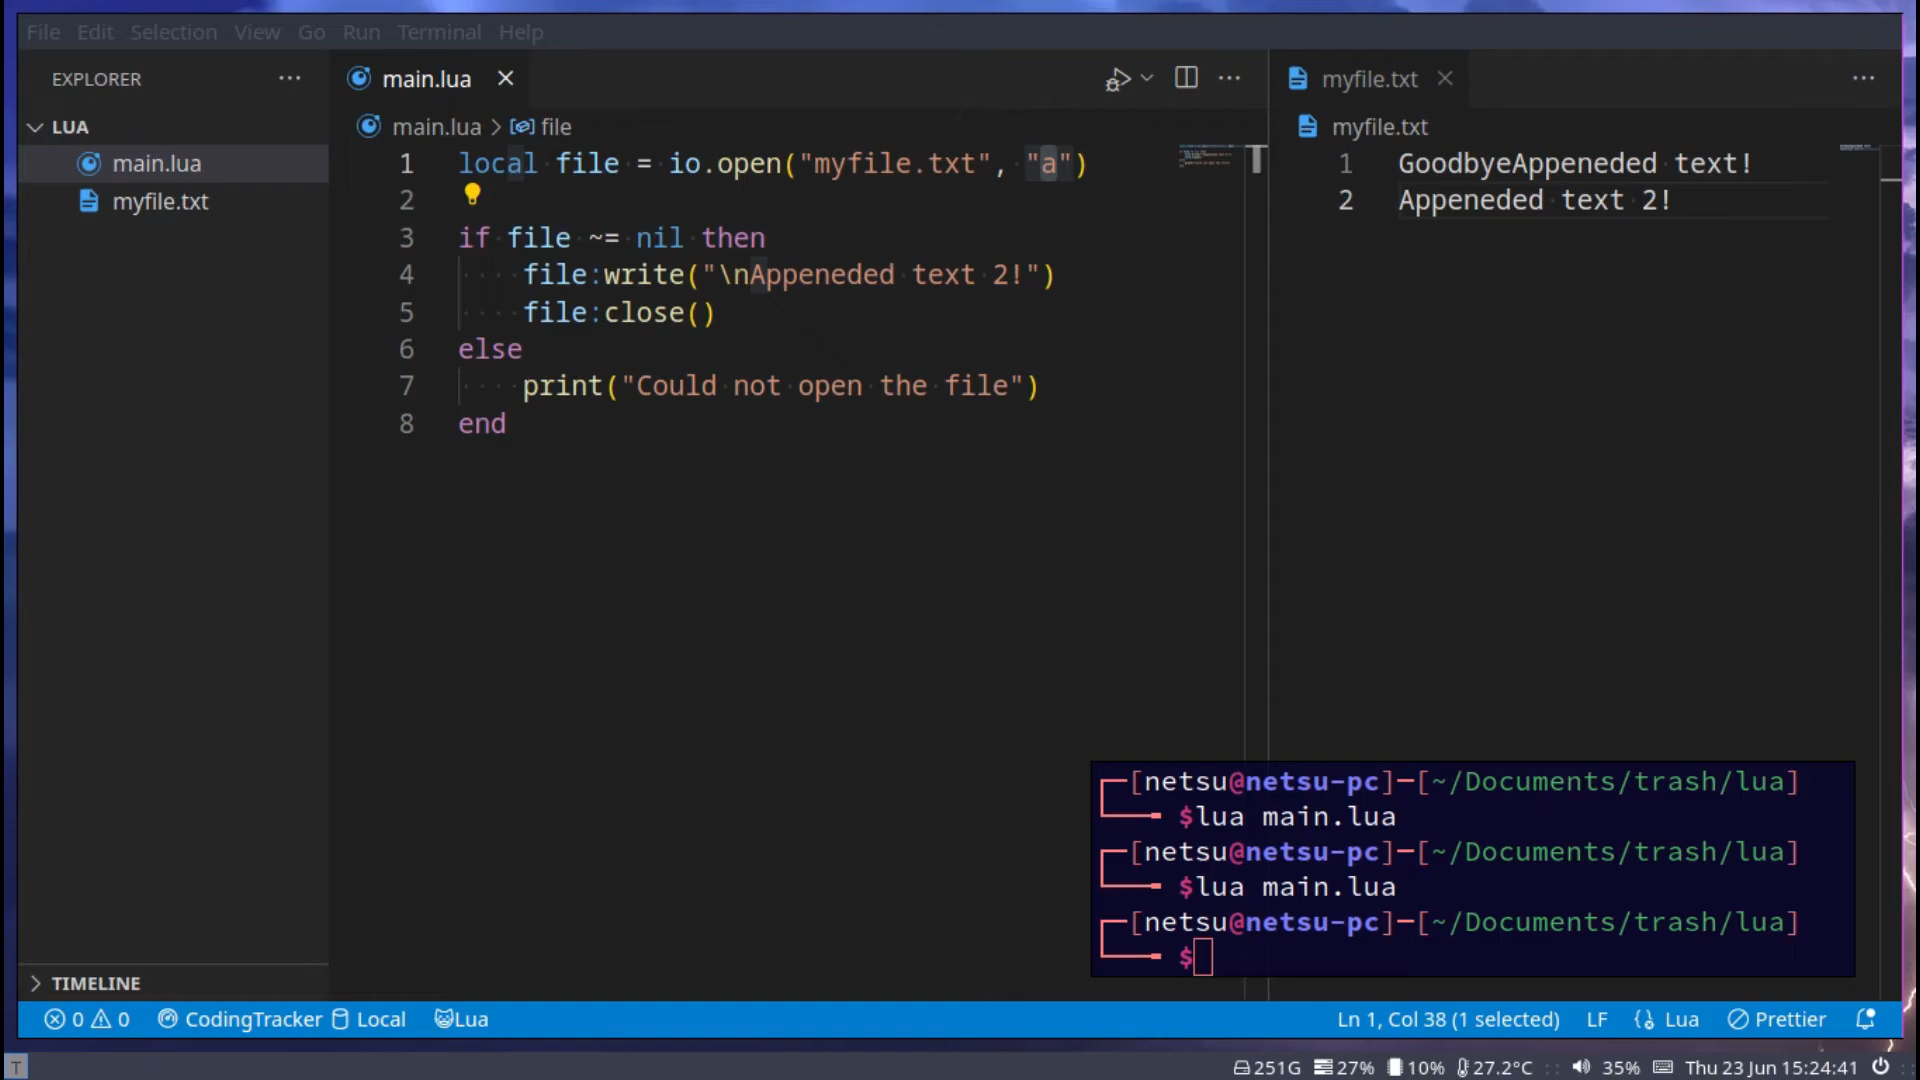 File Edit Selection View Go Run Terminal Help
EXPLORER
LUA
main.lua
myfile.txt
TIMELINE
main.lua
main.lua > file
1 local file = io.open("myfile.txt", "a")
2
3 if file ~= nil then
4 file:write("\nAppeneded text 2!")
5 file:close()
6 else
7 print("Could not open the file")
8 end
myfile.txt
myfile.txt
1 GoodbyeAppeneded text!
2 Appeneded text 2!
[netsu@netsu-pc]-[~/Documents/trash/lua]
$lua main.lua
[netsu@netsu-pc]-[~/Documents/trash/lua]
$lua main.lua
[netsu@netsu-pc]-[~/Documents/trash/lua]
$
0 0 CodingTracker Local Lua Ln 1, Col 38 (1 selected) LF Lua Prettier
T 251G 27% 10% 27.2°C 35% Thu 23 Jun 15:24:41